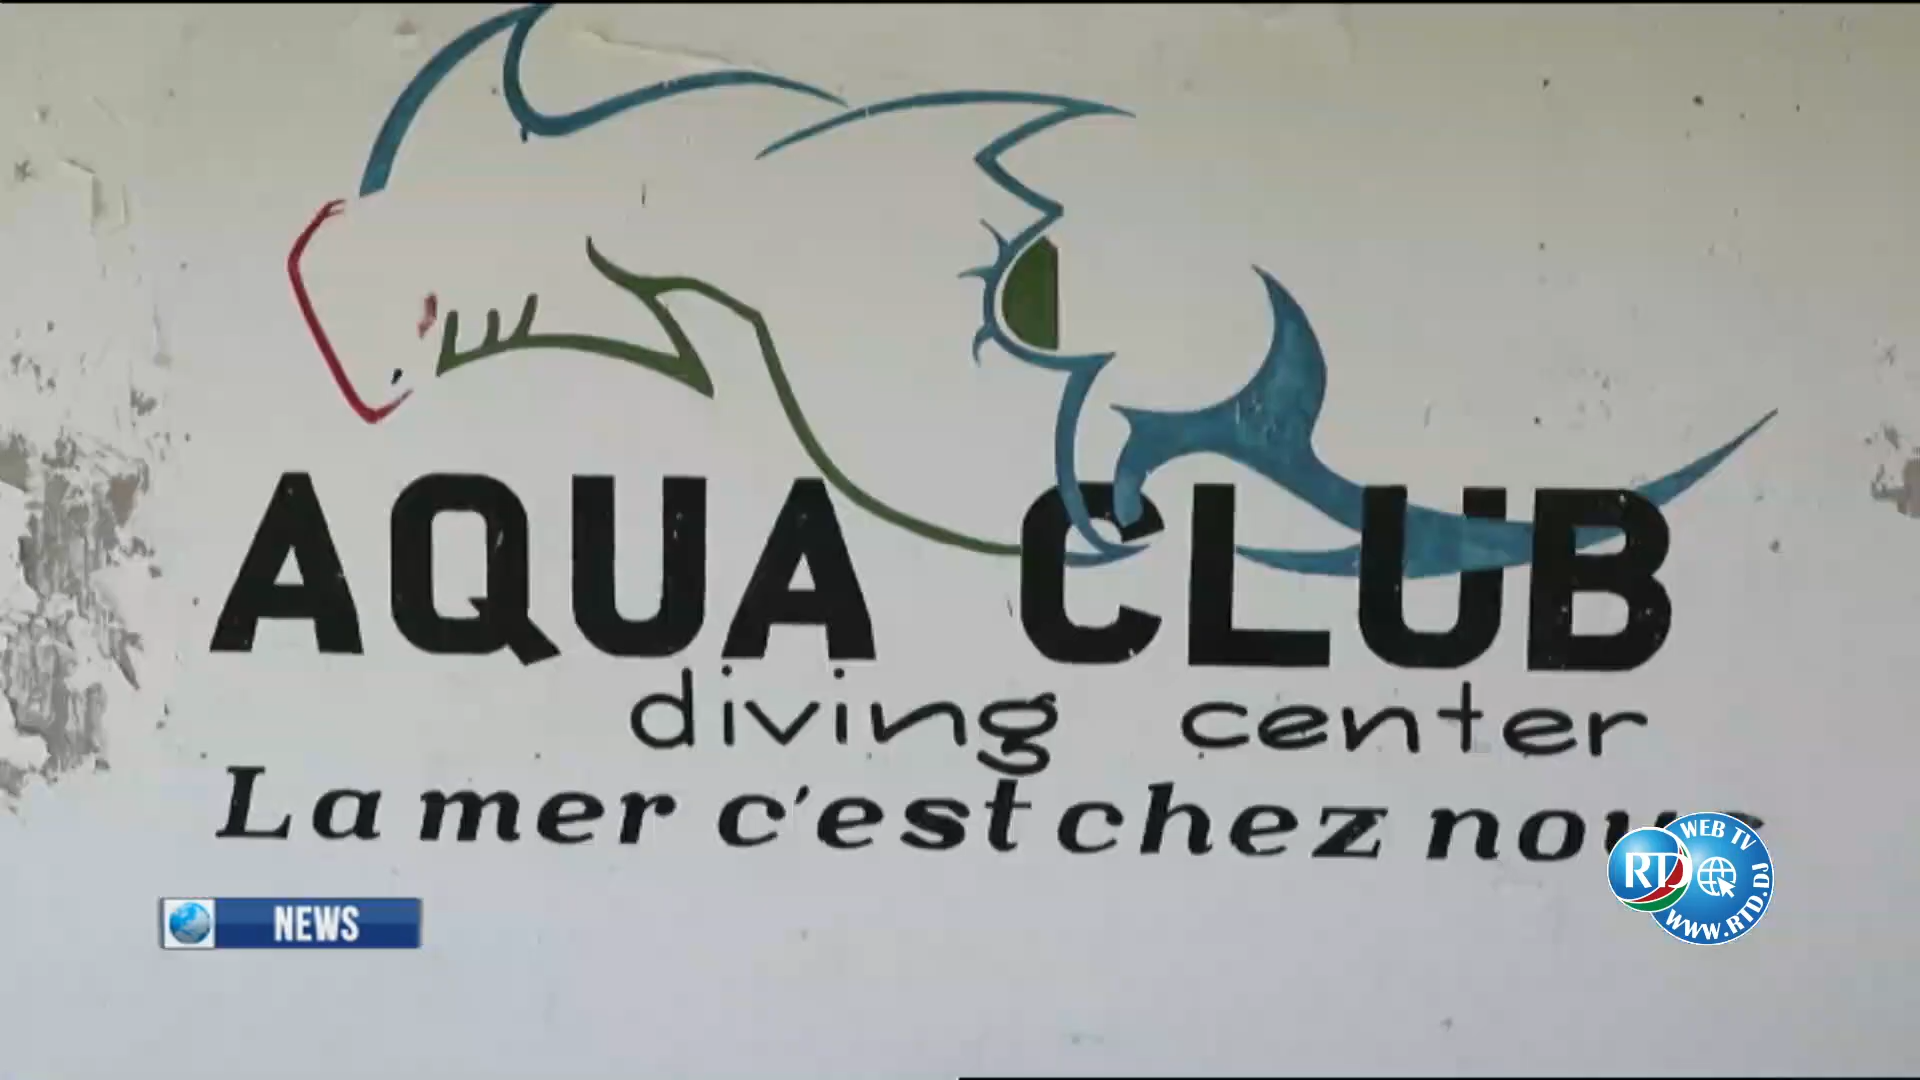 AQUA CLUB
diving center
La mer c'est chez nous
NEWS
WEB TV
RTD
WWW.RTD.DJ